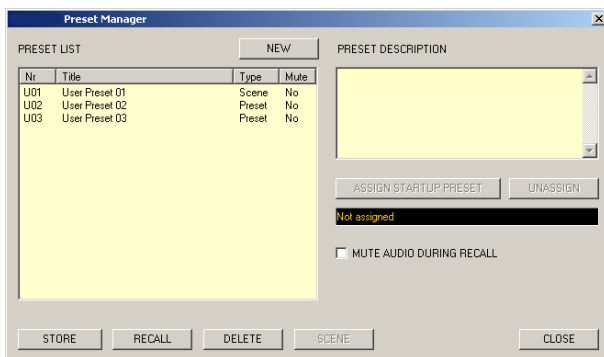 Preset Manager
PRESET LIST NEW PRESET DESCRIPTION
Nr Title Type Mute
U01 User Preset 01 Scene No
U02 User Preset 02 Preset No
U03 User Preset 03 Preset No
ASSIGN STARTUP PRESET UNASSIGN
Not assigned
MUTE AUDIO DURING RECALL
STORE RECALL DELETE SCENE CLOSE